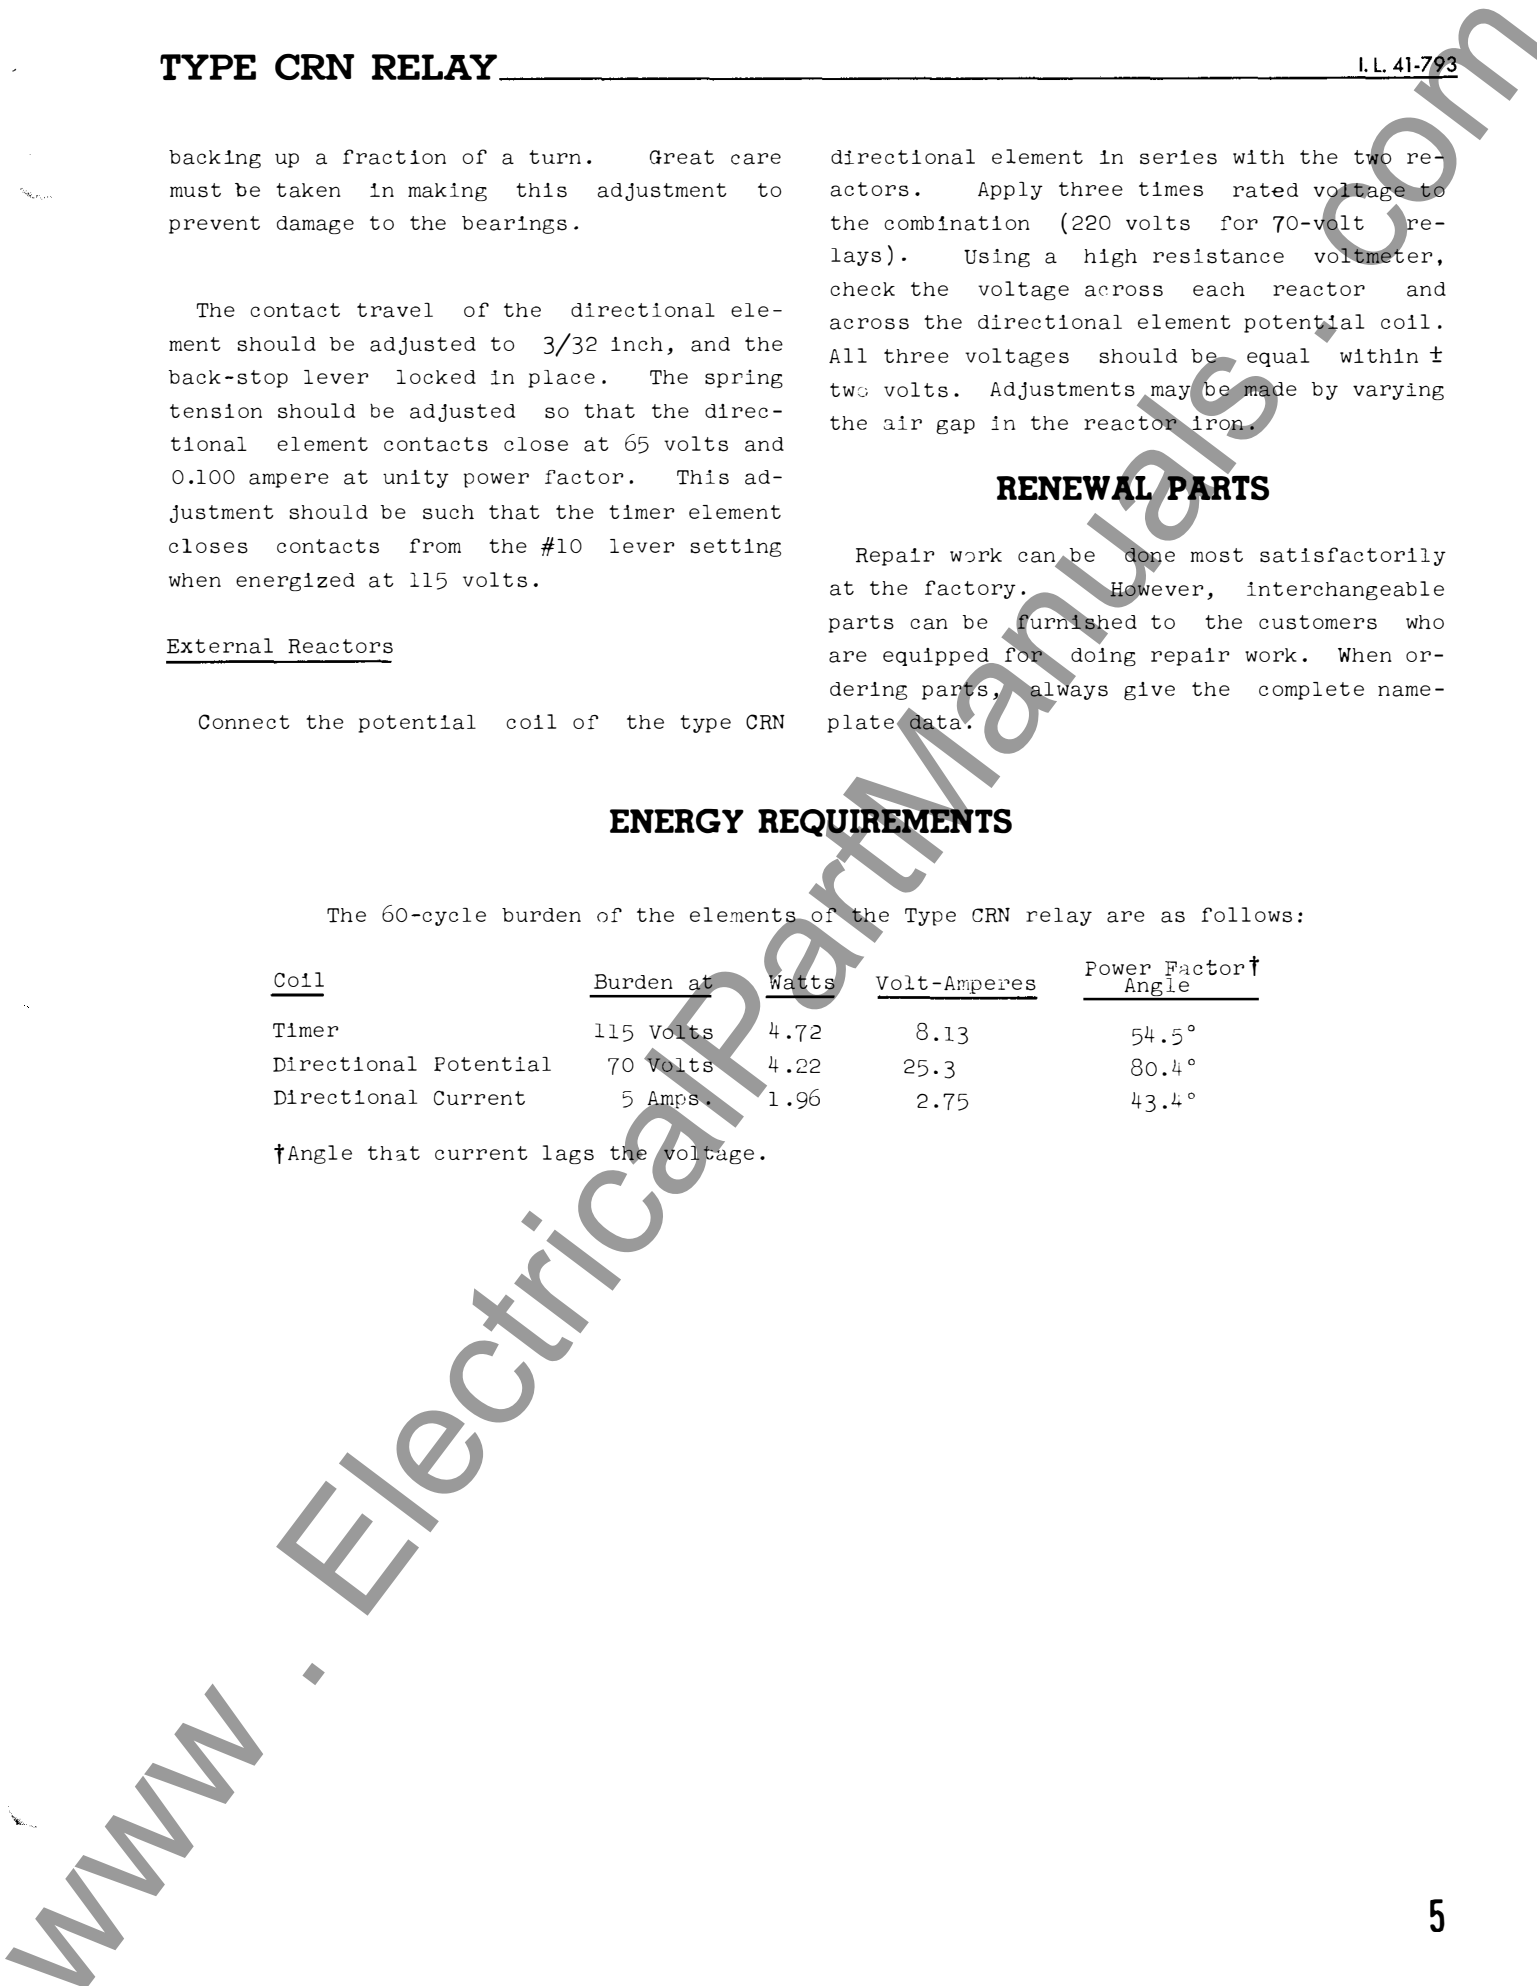 TYPE CRN RELAY
I. L. 41-793
backing up a fraction of a turn. Great care
must be taken in making this adjustment to
prevent damage to the bearings.
The contact travel of the directional ele-
ment should be adjusted to 3/32 inch, and the
back-stop lever locked in place. The spring
tension should be adjusted so that the direc-
tional element contacts close at 65 volts and
0.100 ampere at unity power factor. This ad-
justment should be such that the timer element
closes contacts from the #10 lever setting
when energized at 115 volts.
External Reactors
Connect the potential coil of the type CRN
directional element in series with the two re-
actors. Apply three times rated voltage to
the combination (220 volts for 70-volt re-
lays). Using a high resistance voltmeter,
check the voltage across each reactor and
across the directional element potential coil.
All three voltages should be equal within ±
two volts. Adjustments may be made by varying
the air gap in the reactor iron.
RENEWAL PARTS
Repair work can be done most satisfactorily
at the factory. However, interchangeable
parts can be furnished to the customers who
are equipped for doing repair work. When or-
dering parts, always give the complete name-
plate data.
ENERGY REQUIREMENTS
The 60-cycle burden of the elements of the Type CRN relay are as follows:
Coil Burden at Watts Volt-Amperes Power Factor†
Angle
Timer 115 Volts 4.72 8.13 54.5°
Directional Potential 70 Volts 4.22 25.3 80.4°
Directional Current 5 Amps. 1.96 2.75 43.4°
†Angle that current lags the voltage.
5
www . ElectricalPartManuals . com